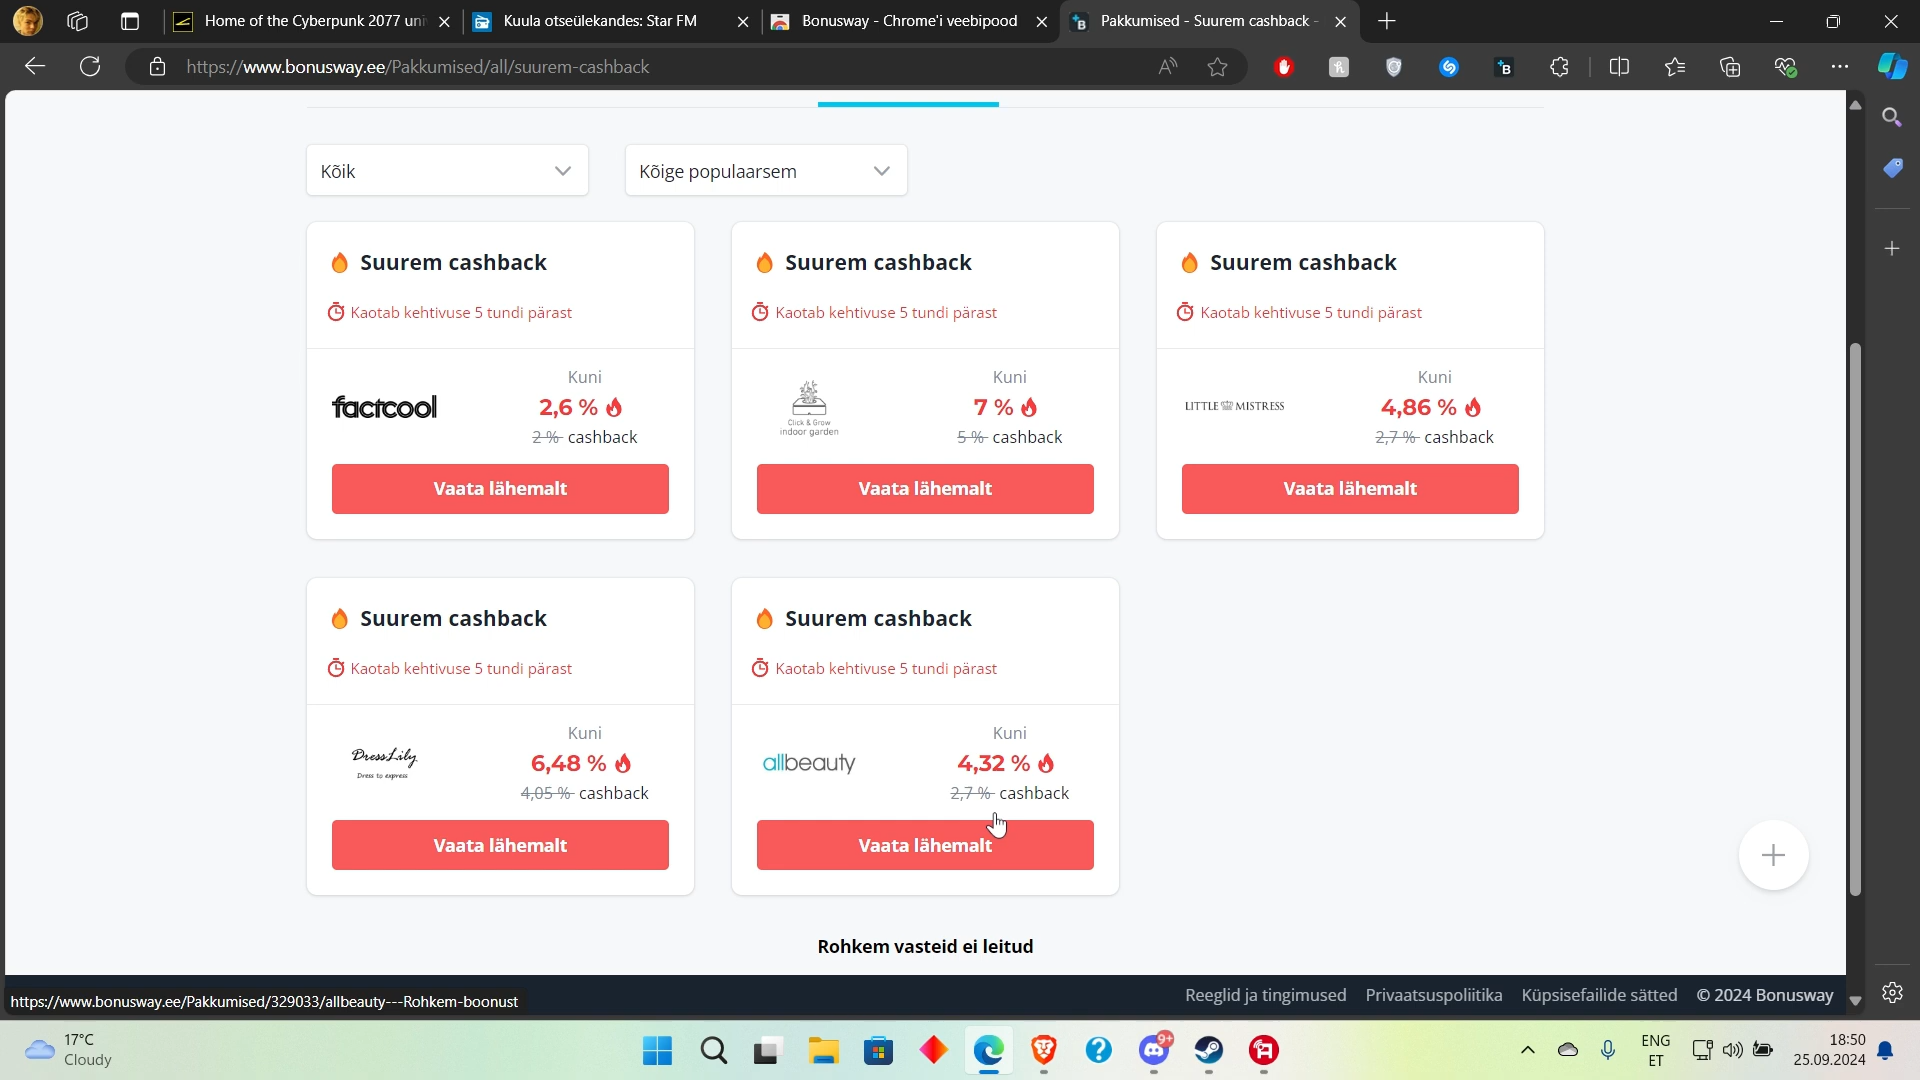 Home of the Cyberpunk 2077 uni
Kuula otseülekandes: Star FM
Bonusway - Chrome'i veebipood
Pakkumised - Suurem cashback -
https://www.bonusway.ee/Pakkumised/all/suurem-cashback
Kõik
Kõige populaarsem
Suurem cashback
Kaotab kehtivuse 5 tundi pärast
factcool
Kuni
2,6 %
2 % cashback
Vaata lähemalt
Suurem cashback
Kaotab kehtivuse 5 tundi pärast
Click & Grow
indoor garden
Kuni
7 %
5 % cashback
Vaata lähemalt
Suurem cashback
Kaotab kehtivuse 5 tundi pärast
LITTLE MISTRESS
Kuni
4,86 %
2,7 % cashback
Vaata lähemalt
Suurem cashback
Kaotab kehtivuse 5 tundi pärast
DressLily
Dress to express
Kuni
6,48 %
4,05 % cashback
Vaata lähemalt
Suurem cashback
Kaotab kehtivuse 5 tundi pärast
allbeauty
Kuni
4,32 %
2,7 % cashback
Vaata lähemalt
Rohkem vasteid ei leitud
https://www.bonusway.ee/Pakkumised/329033/allbeauty---Rohkem-boonust
Reeglid ja tingimused
Privaatsuspoliitika
Küpsisefailide sätted
© 2024 Bonusway
17°C
Cloudy
9+
ENG
ET
18:50
25.09.2024